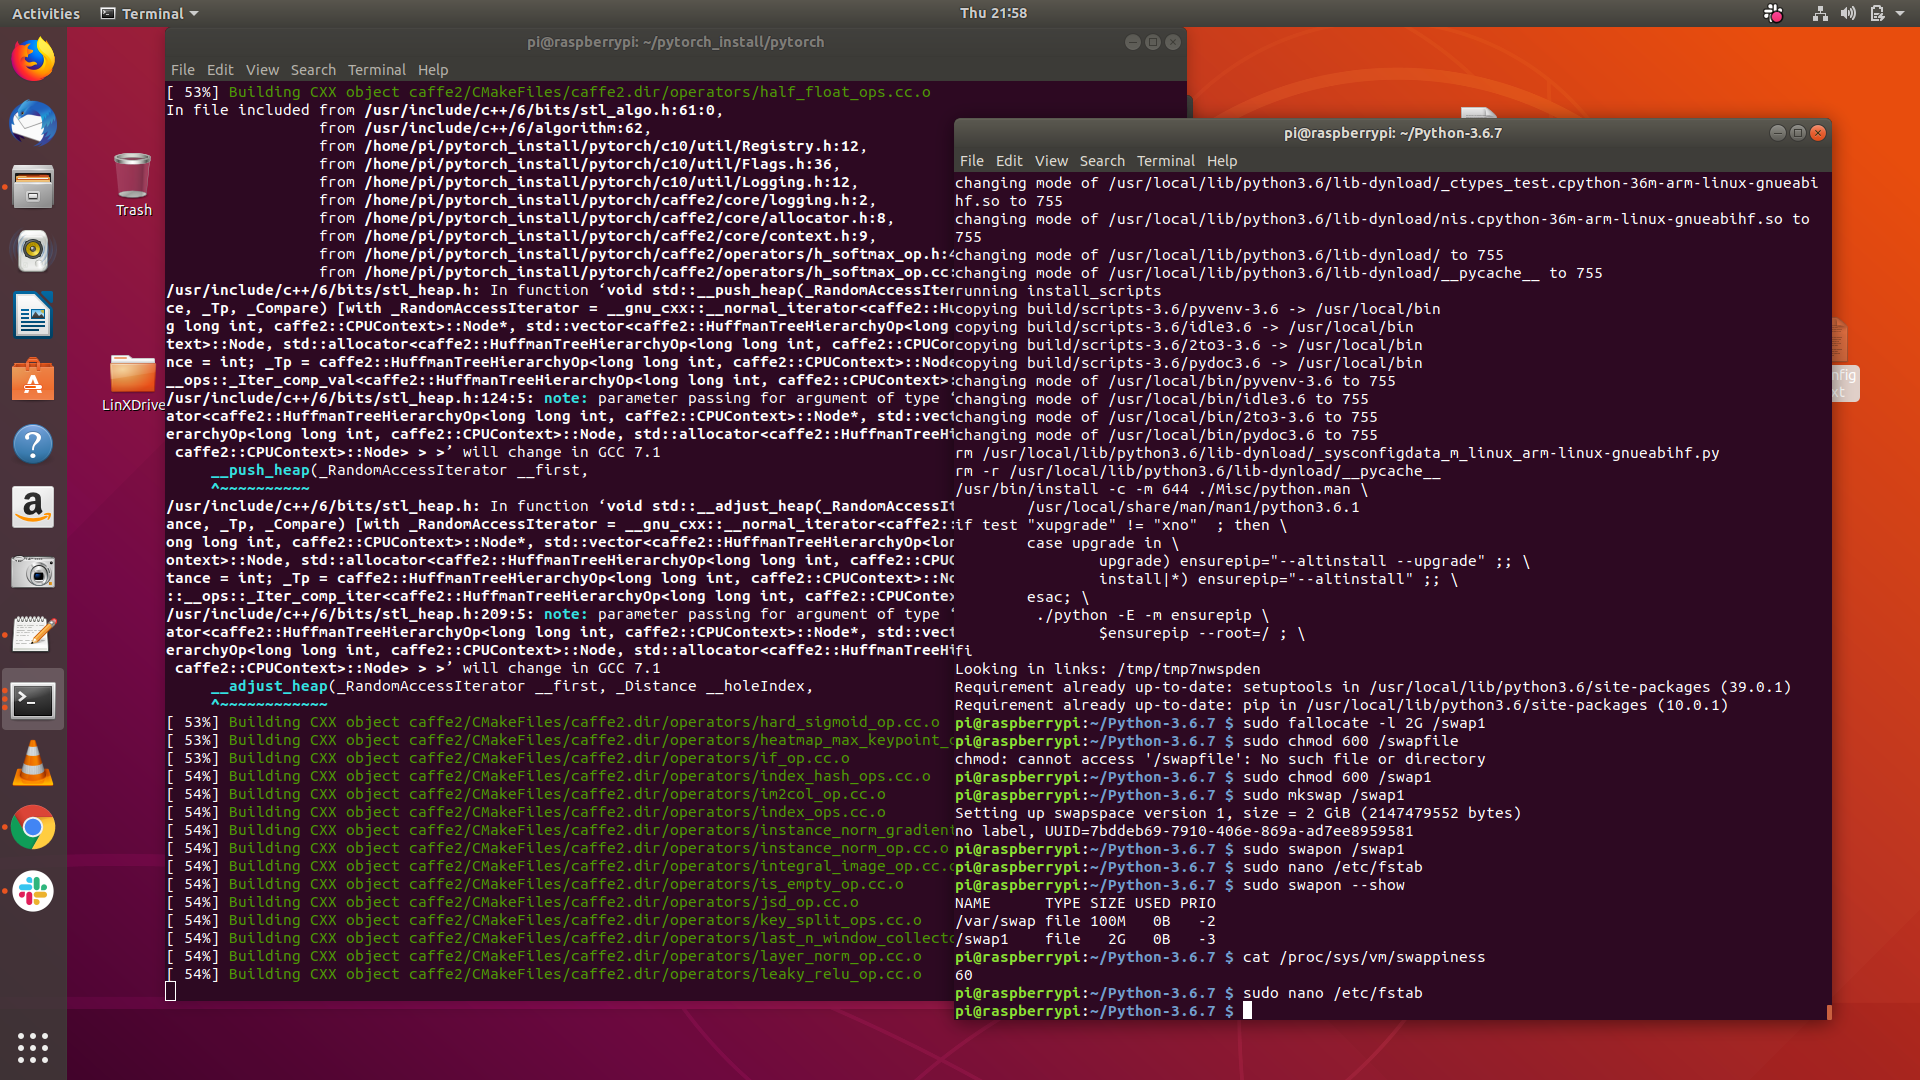 Activities
Terminal
Thu 21:58
Trash
LinXDrive
pi@raspberrypi: ~/pytorch_install/pytorch
File Edit View Search Terminal Help
[ 53%] Building CXX object caffe2/CMakeFiles/caffe2.dir/operators/half_float_ops.cc.o
In file included from /usr/include/c++/6/bits/stl_algo.h:61:0,
from /usr/include/c++/6/algorithm:62,
from /home/pi/pytorch_install/pytorch/c10/util/Registry.h:12,
from /home/pi/pytorch_install/pytorch/c10/util/Flags.h:36,
from /home/pi/pytorch_install/pytorch/c10/util/Logging.h:12,
from /home/pi/pytorch_install/pytorch/caffe2/core/logging.h:2,
from /home/pi/pytorch_install/pytorch/caffe2/core/allocator.h:8,
from /home/pi/pytorch_install/pytorch/caffe2/core/context.h:9,
from /home/pi/pytorch_install/pytorch/caffe2/operators/h_softmax_op.h:
from /home/pi/pytorch_install/pytorch/caffe2/operators/h_softmax_op.cc
/usr/include/c++/6/bits/stl_heap.h: In function ‘void std::__push_heap(_RandomAccessIter
ce, _Tp, _Compare) [with _RandomAccessIterator = __gnu_cxx::__normal_iterator<caffe2::Hu
g long int, caffe2::CPUContext>::Node*, std::vector<caffe2::HuffmanTreeHierarchyOp<long
text>::Node, std::allocator<caffe2::HuffmanTreeHierarchyOp<long long int, caffe2::CPUCon
nce = int; _Tp = caffe2::HuffmanTreeHierarchyOp<long long int, caffe2::CPUContext>::Node
__ops::_Iter_comp_val<caffe2::HuffmanTreeHierarchyOp<long long int, caffe2::CPUContext>:
/usr/include/c++/6/bits/stl_heap.h:124:5: note: parameter passing for argument of type ‘
ator<caffe2::HuffmanTreeHierarchyOp<long long int, caffe2::CPUContext>::Node*, std::vect
erarchyOp<long long int, caffe2::CPUContext>::Node, std::allocator<caffe2::HuffmanTreeHi
caffe2::CPUContext>::Node> > >’ will change in GCC 7.1
__push_heap(_RandomAccessIterator __first,
^~~~~~~~~~~
/usr/include/c++/6/bits/stl_heap.h: In function ‘void std::__adjust_heap(_RandomAccessIt
ance, _Tp, _Compare) [with _RandomAccessIterator = __gnu_cxx::__normal_iterator<caffe2::
ong long int, caffe2::CPUContext>::Node*, std::vector<caffe2::HuffmanTreeHierarchyOp<lon
ontext>::Node, std::allocator<caffe2::HuffmanTreeHierarchyOp<long long int, caffe2::CPUC
tance = int; _Tp = caffe2::HuffmanTreeHierarchyOp<long long int, caffe2::CPUContext>::No
::__ops::_Iter_comp_iter<caffe2::HuffmanTreeHierarchyOp<long long int, caffe2::CPUContex
/usr/include/c++/6/bits/stl_heap.h:209:5: note: parameter passing for argument of type ‘
ator<caffe2::HuffmanTreeHierarchyOp<long long int, caffe2::CPUContext>::Node*, std::vect
erarchyOp<long long int, caffe2::CPUContext>::Node, std::allocator<caffe2::HuffmanTreeHi
caffe2::CPUContext>::Node> > >’ will change in GCC 7.1
__adjust_heap(_RandomAccessIterator __first, _Distance __holeIndex,
^~~~~~~~~~~~~
[ 53%] Building CXX object caffe2/CMakeFiles/caffe2.dir/operators/hard_sigmoid_op.cc.o
[ 53%] Building CXX object caffe2/CMakeFiles/caffe2.dir/operators/heatmap_max_keypoint_
[ 53%] Building CXX object caffe2/CMakeFiles/caffe2.dir/operators/if_op.cc.o
[ 54%] Building CXX object caffe2/CMakeFiles/caffe2.dir/operators/index_hash_ops.cc.o
[ 54%] Building CXX object caffe2/CMakeFiles/caffe2.dir/operators/im2col_op.cc.o
[ 54%] Building CXX object caffe2/CMakeFiles/caffe2.dir/operators/index_ops.cc.o
[ 54%] Building CXX object caffe2/CMakeFiles/caffe2.dir/operators/instance_norm_gradient
[ 54%] Building CXX object caffe2/CMakeFiles/caffe2.dir/operators/instance_norm_op.cc.o
[ 54%] Building CXX object caffe2/CMakeFiles/caffe2.dir/operators/integral_image_op.cc.
[ 54%] Building CXX object caffe2/CMakeFiles/caffe2.dir/operators/is_empty_op.cc.o
[ 54%] Building CXX object caffe2/CMakeFiles/caffe2.dir/operators/jsd_op.cc.o
[ 54%] Building CXX object caffe2/CMakeFiles/caffe2.dir/operators/key_split_ops.cc.o
[ 54%] Building CXX object caffe2/CMakeFiles/caffe2.dir/operators/last_n_window_collect
[ 54%] Building CXX object caffe2/CMakeFiles/caffe2.dir/operators/layer_norm_op.cc.o
[ 54%] Building CXX object caffe2/CMakeFiles/caffe2.dir/operators/leaky_relu_op.cc.o
pi@raspberrypi: ~/Python-3.6.7
File Edit View Search Terminal Help
changing mode of /usr/local/lib/python3.6/lib-dynload/_ctypes_test.cpython-36m-arm-linux-gnueabi
hf.so to 755
changing mode of /usr/local/lib/python3.6/lib-dynload/nis.cpython-36m-arm-linux-gnueabihf.so to
755
changing mode of /usr/local/lib/python3.6/lib-dynload/ to 755
changing mode of /usr/local/lib/python3.6/lib-dynload/__pycache__ to 755
running install_scripts
copying build/scripts-3.6/pyvenv-3.6 -> /usr/local/bin
copying build/scripts-3.6/idle3.6 -> /usr/local/bin
copying build/scripts-3.6/2to3-3.6 -> /usr/local/bin
copying build/scripts-3.6/pydoc3.6 -> /usr/local/bin
changing mode of /usr/local/bin/pyvenv-3.6 to 755
changing mode of /usr/local/bin/idle3.6 to 755
changing mode of /usr/local/bin/2to3-3.6 to 755
changing mode of /usr/local/bin/pydoc3.6 to 755
rm /usr/local/lib/python3.6/lib-dynload/_sysconfigdata_m_linux_arm-linux-gnueabihf.py
rm -r /usr/local/lib/python3.6/lib-dynload/__pycache__
/usr/bin/install -c -m 644 ./Misc/python.man \
/usr/local/share/man/man1/python3.6.1
if test "xupgrade" != "xno"  ; then \
case upgrade in \
upgrade) ensurepip="--altinstall --upgrade" ;; \
install|*) ensurepip="--altinstall" ;; \
esac; \
./python -E -m ensurepip \
$ensurepip --root=/ ; \
fi
Looking in links: /tmp/tmp7nwspden
Requirement already up-to-date: setuptools in /usr/local/lib/python3.6/site-packages (39.0.1)
Requirement already up-to-date: pip in /usr/local/lib/python3.6/site-packages (10.0.1)
pi@raspberrypi:~/Python-3.6.7 $ sudo fallocate -l 2G /swap1
pi@raspberrypi:~/Python-3.6.7 $ sudo chmod 600 /swapfile
chmod: cannot access '/swapfile': No such file or directory
pi@raspberrypi:~/Python-3.6.7 $ sudo chmod 600 /swap1
pi@raspberrypi:~/Python-3.6.7 $ sudo mkswap /swap1
Setting up swapspace version 1, size = 2 GiB (2147479552 bytes)
no label, UUID=7bddeb69-7910-406e-869a-ad7ee8959581
pi@raspberrypi:~/Python-3.6.7 $ sudo swapon /swap1
pi@raspberrypi:~/Python-3.6.7 $ sudo nano /etc/fstab
pi@raspberrypi:~/Python-3.6.7 $ sudo swapon --show
NAME      TYPE SIZE USED PRIO
/var/swap file 100M   0B   -2
/swap1    file   2G   0B   -3
pi@raspberrypi:~/Python-3.6.7 $ cat /proc/sys/vm/swappiness
60
pi@raspberrypi:~/Python-3.6.7 $ sudo nano /etc/fstab
pi@raspberrypi:~/Python-3.6.7 $
nfig
xt